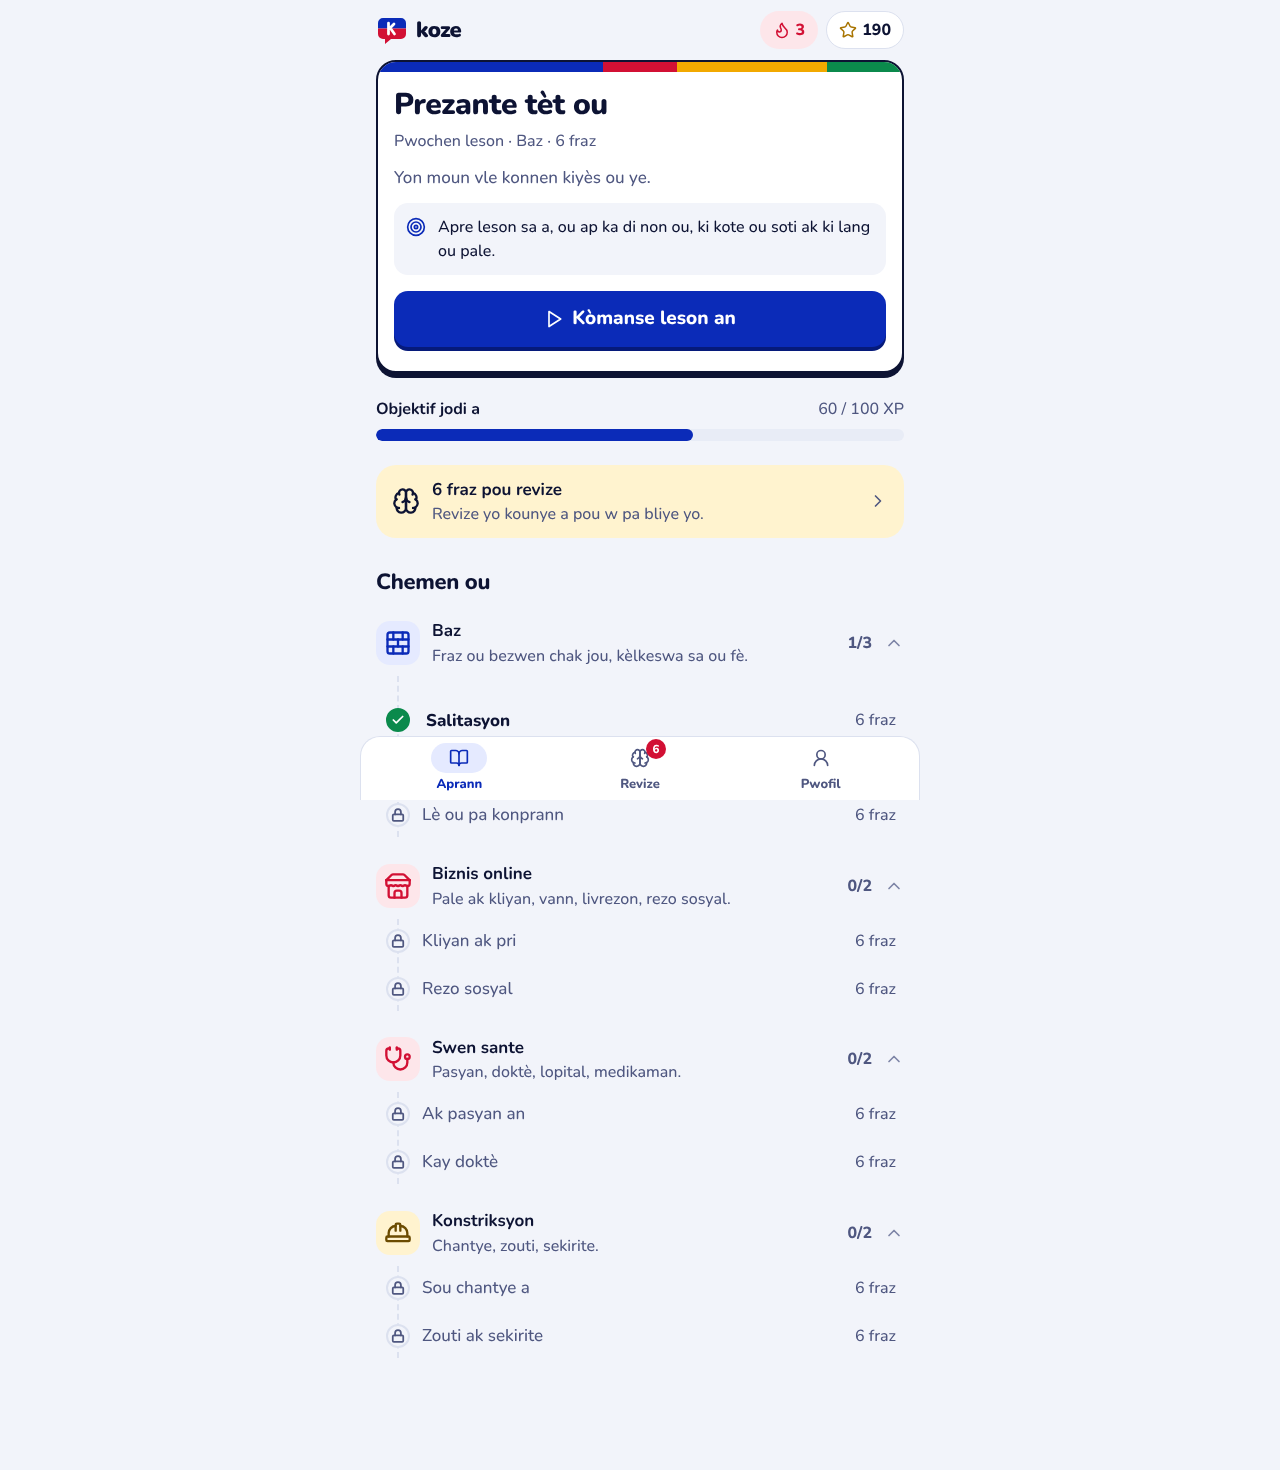 K koze
3
190
Prezante tèt ou
Pwochen leson · Baz · 6 fraz
Yon moun vle konnen kiyès ou ye.
Apre leson sa a, ou ap ka di non ou, ki kote ou soti ak ki lang
ou pale.
Kòmanse leson an
Objektif jodi a 60 / 100 XP
6 fraz pou revize
Revize yo kounye a pou w pa bliye yo.
Chemen ou
Baz
Fraz ou bezwen chak jou, kèlkeswa sa ou fè.
1/3
Salitasyon 6 fraz
Aprann
6
Revize
Pwofil
Lè ou pa konprann 6 fraz
Biznis online
Pale ak kliyan, vann, livrezon, rezo sosyal.
0/2
Kliyan ak pri 6 fraz
Rezo sosyal 6 fraz
Swen sante
Pasyan, doktè, lopital, medikaman.
0/2
Ak pasyan an 6 fraz
Kay doktè 6 fraz
Konstriksyon
Chantye, zouti, sekirite.
0/2
Sou chantye a 6 fraz
Zouti ak sekirite 6 fraz